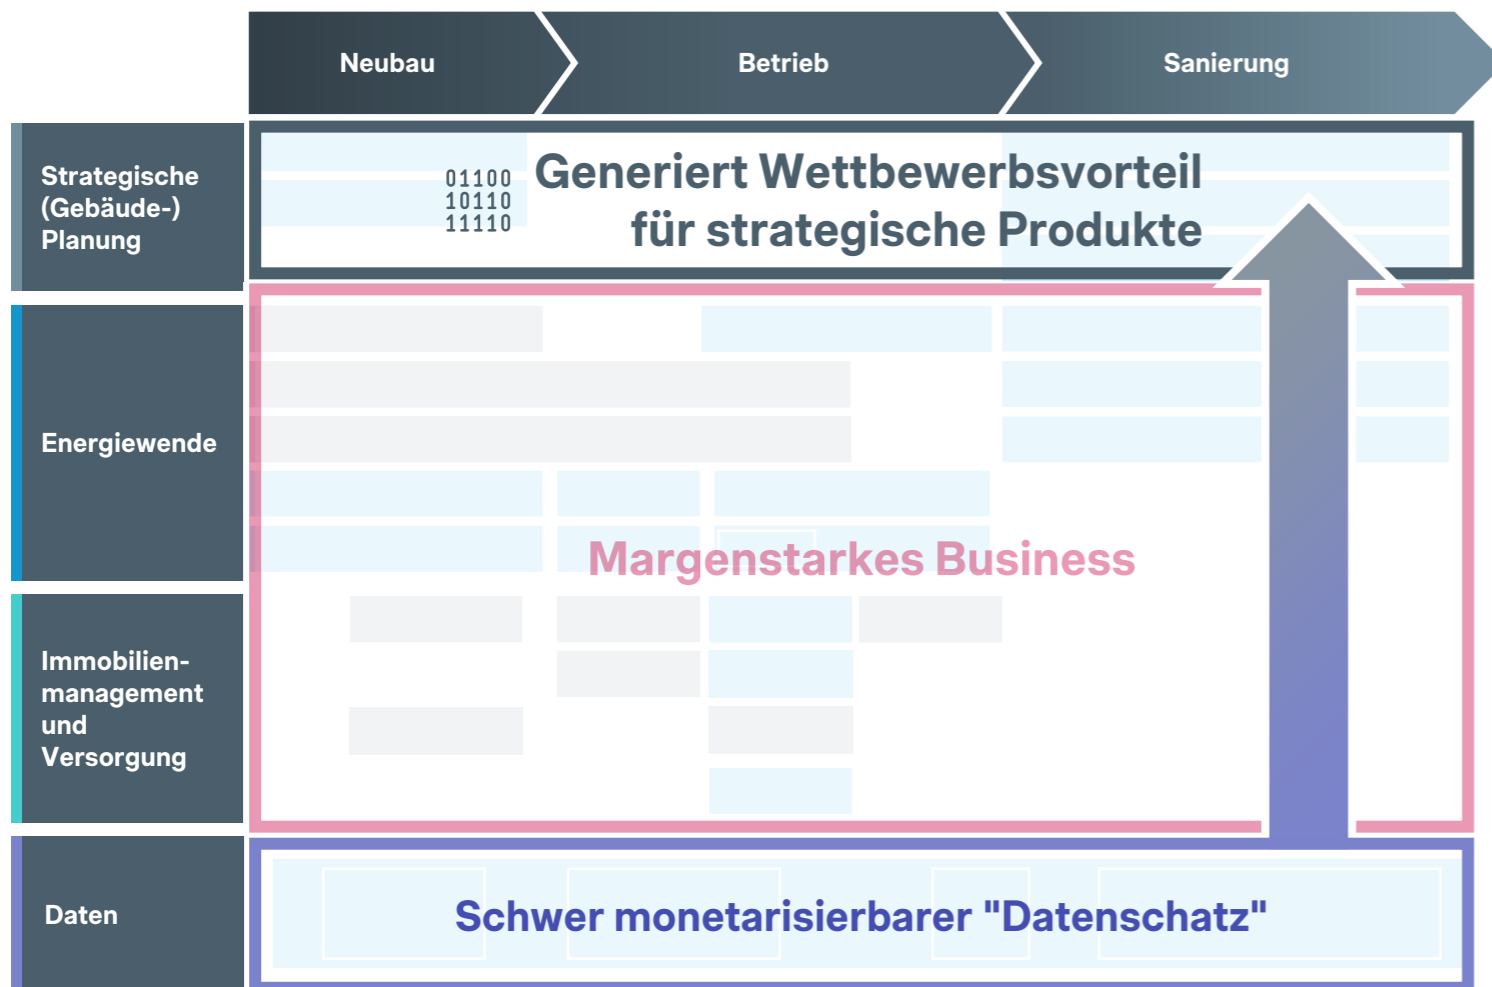 Neubau
Betrieb
Sanierung
Strategische
(Gebäude-)
Planung
01100
10110
11110
Generiert Wettbewerbsvorteil
für strategische Produkte
Energiewende
Margenstarkes Business
Immobilien-
management
und
Versorgung
Daten
Schwer monetarisierbarer "Datenschatz"